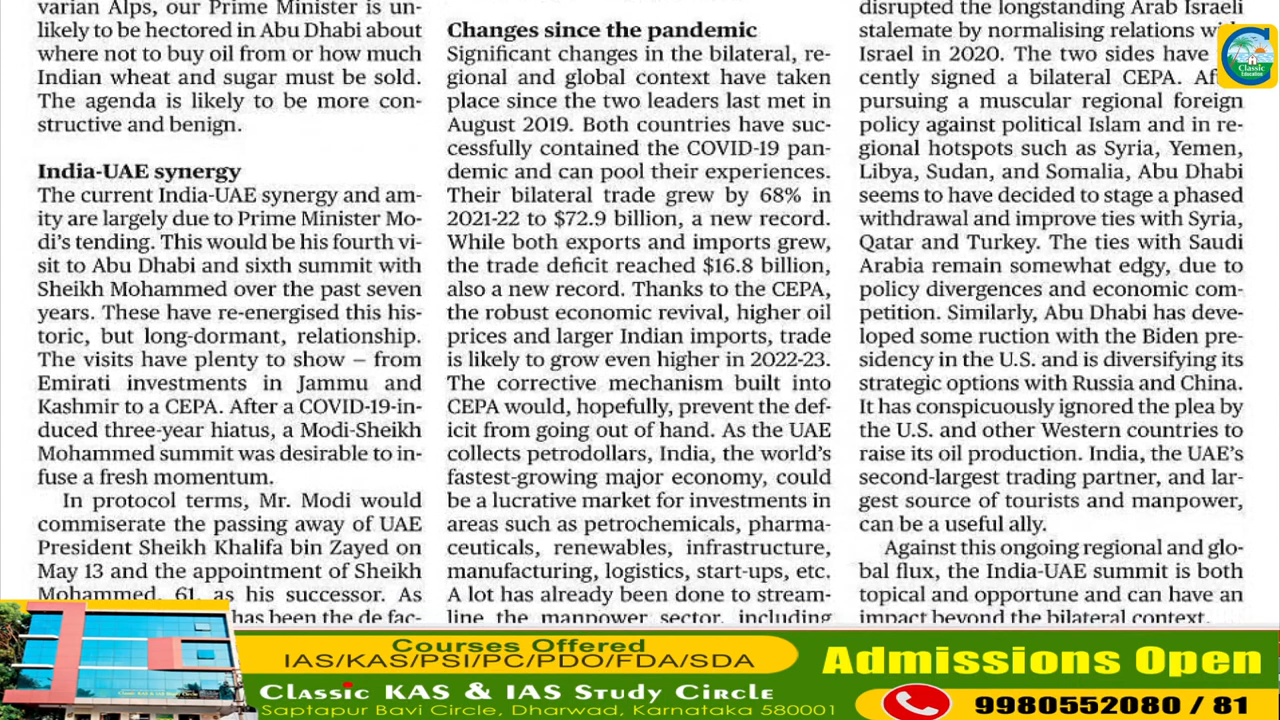 varian Alps, our Prime Minister is un-
likely to be hectored in Abu Dhabi about
where not to buy oil from or how much
Indian wheat and sugar must be sold.
The agenda is likely to be more con-
structive and benign.
India-UAE synergy
The current India-UAE synergy and am-
ity are largely due to Prime Minister Mo-
di's tending. This would be his fourth vi-
sit to Abu Dhabi and sixth summit with
Sheikh Mohammed over the past seven
years. These have re-energised this his-
toric, but long-dormant, relationship.
The visits have plenty to show – from
Emirati investments in Jammu and
Kashmir to a CEPA. After a COVID-19-in-
duced three-year hiatus, a Modi-Sheikh
Mohammed summit was desirable to in-
fuse a fresh momentum.
In protocol terms, Mr. Modi would
commiserate the passing away of UAE
President Sheikh Khalifa bin Zayed on
May 13 and the appointment of Sheikh
Mohammed, 61, as his successor. As
has been the de fac-
Changes since the pandemic
Significant changes in the bilateral, re-
gional and global context have taken
place since the two leaders last met in
August 2019. Both countries have suc-
cessfully contained the COVID-19 pan-
demic and can pool their experiences.
Their bilateral trade grew by 68% in
2021-22 to $72.9 billion, a new record.
While both exports and imports grew,
the trade deficit reached $16.8 billion,
also a new record. Thanks to the CEPA,
the robust economic revival, higher oil
prices and larger Indian imports, trade
is likely to grow even higher in 2022-23.
The corrective mechanism built into
CEPA would, hopefully, prevent the def-
icit from going out of hand. As the UAE
collects petrodollars, India, the world's
fastest-growing major economy, could
be a lucrative market for investments in
areas such as petrochemicals, pharma-
ceuticals, renewables, infrastructure,
manufacturing, logistics, start-ups, etc.
A lot has already been done to stream-
line the manpower sector, including
disrupted the longstanding Arab Israeli
stalemate by normalising relations with
Israel in 2020. The two sides have
cently signed a bilateral CEPA.
pursuing a muscular regional foreign
policy against political Islam and in re-
gional hotspots such as Syria, Yemen,
Libya, Sudan, and Somalia, Abu Dhabi
seems to have decided to stage a phased
withdrawal and improve ties with Syria,
Qatar and Turkey. The ties with Saudi
Arabia remain somewhat edgy, due to
policy divergences and economic com-
petition. Similarly, Abu Dhabi has deve-
loped some ruction with the Biden pre-
sidency in the U.S. and is diversifying its
strategic options with Russia and China.
It has conspicuously ignored the plea by
the U.S. and other Western countries to
raise its oil production. India, the UAE's
second-largest trading partner, and lar-
gest source of tourists and manpower,
can be a useful ally.
Against this ongoing regional and glo-
bal flux, the India-UAE summit is both
topical and opportune and can have an
impact beyond the bilateral context.
Classic
Education
Courses Offered
IAS/KAS/PSI/PC/PDO/FDA/SDA
Classic KAS & IAS Study Circle
Saptapur Bavi Circle, Dharwad, Karnataka 580001
Admissions Open
9980552080 / 81